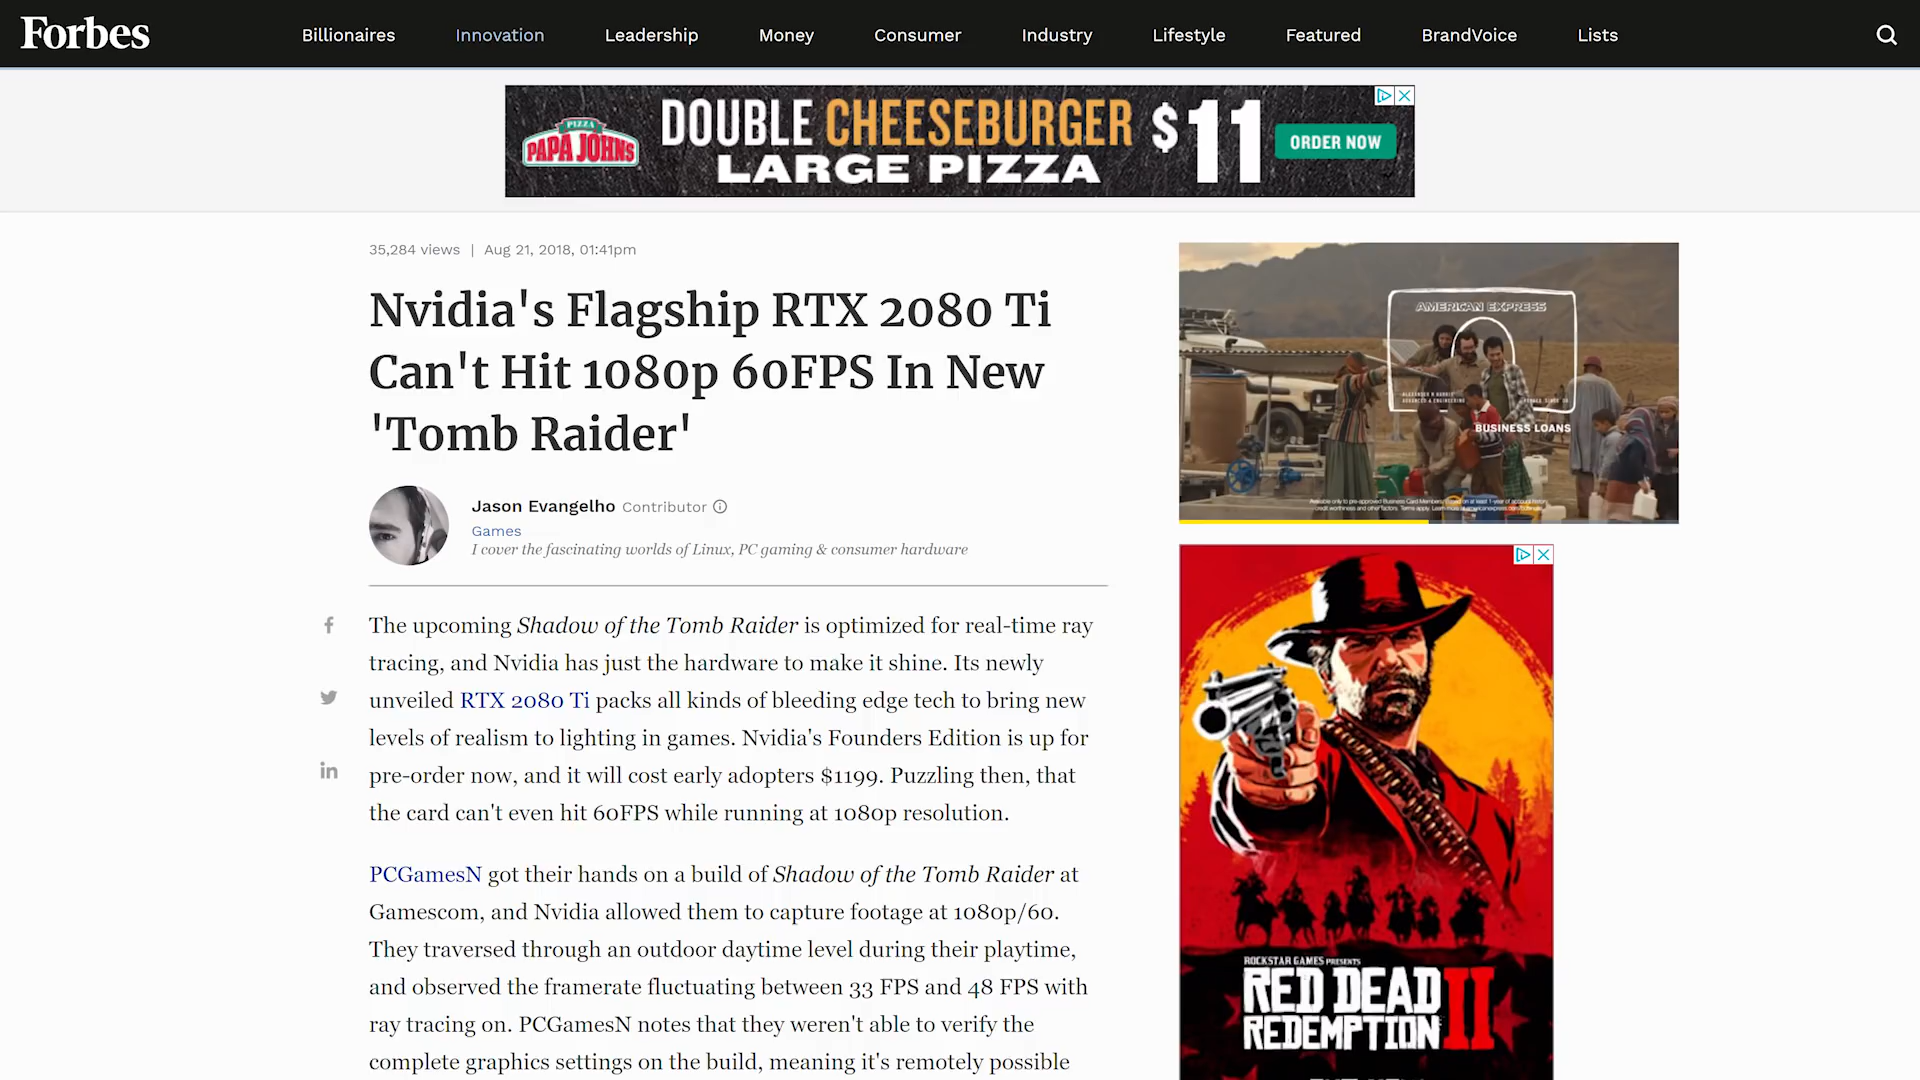 Forbes
Billionaires
Innovation
Leadership
Money
Consumer
Industry
Lifestyle
Featured
BrandVoice
Lists
PIZZA
PAPA JOHNS
DOUBLE CHEESEBURGER
LARGE PIZZA
$11
ORDER NOW
35,284 views | Aug 21, 2018, 01:41pm
Nvidia's Flagship RTX 2080 Ti
Can't Hit 1080p 60FPS In New
'Tomb Raider'
Jason Evangelho Contributor
Games
I cover the fascinating worlds of Linux, PC gaming & consumer hardware
The upcoming Shadow of the Tomb Raider is optimized for real-time ray
tracing, and Nvidia has just the hardware to make it shine. Its newly
unveiled RTX 2080 Ti packs all kinds of bleeding edge tech to bring new
levels of realism to lighting in games. Nvidia's Founders Edition is up for
pre-order now, and it will cost early adopters $1199. Puzzling then, that
the card can't even hit 60FPS while running at 1080p resolution.
PCGamesN got their hands on a build of Shadow of the Tomb Raider at
Gamescom, and Nvidia allowed them to capture footage at 1080p/60.
They traversed through an outdoor daytime level during their playtime,
and observed the framerate fluctuating between 33 FPS and 48 FPS with
ray tracing on. PCGamesN notes that they weren't able to verify the
complete graphics settings on the build, meaning it's remotely possible
AMERICAN EXPRESS
BUSINESS LOANS
ROCKSTAR GAMES PRESENTS
RED DEAD
REDEMPTION II